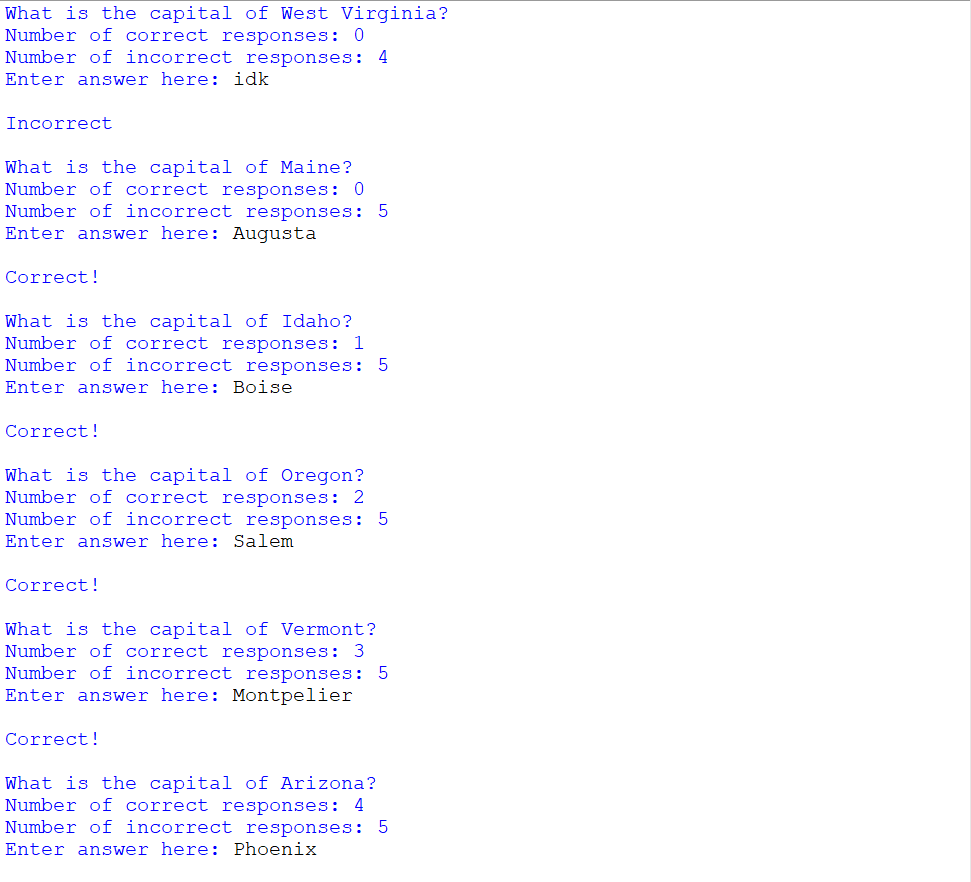 What is the capital of West Virginia?
Number of correct responses: 0
Number of incorrect responses: 4
Enter answer here: idk
Incorrect
What is the capital of Maine?
Number of correct responses: 0
Number of incorrect responses: 5
Enter answer here: Augusta
Correct!
What is the capital of Idaho?
Number of correct responses: 1
Number of incorrect responses: 5
Enter answer here: Boise
Correct!
What is the capital of Oregon?
Number of correct responses: 2
Number of incorrect responses: 5
Enter answer here: Salem
Correct!
What is the capital of Vermont?
Number of correct responses: 3
Number of incorrect responses: 5
Enter answer here: Montpelier
Correct!
What is the capital of Arizona?
Number of correct responses: 4
Number of incorrect responses: 5
Enter answer here: Phoenix